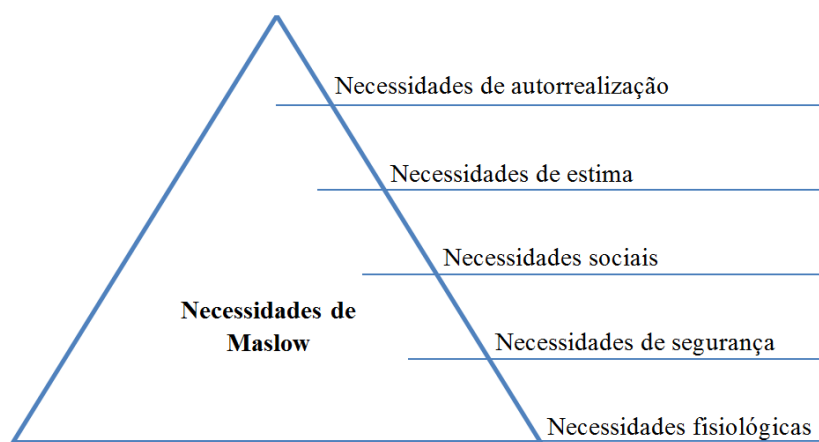 Necessidades de autorrealização
Necessidades de estima
Necessidades sociais
Necessidades de
Maslow
Necessidades de segurança
Necessidades fisiológicas